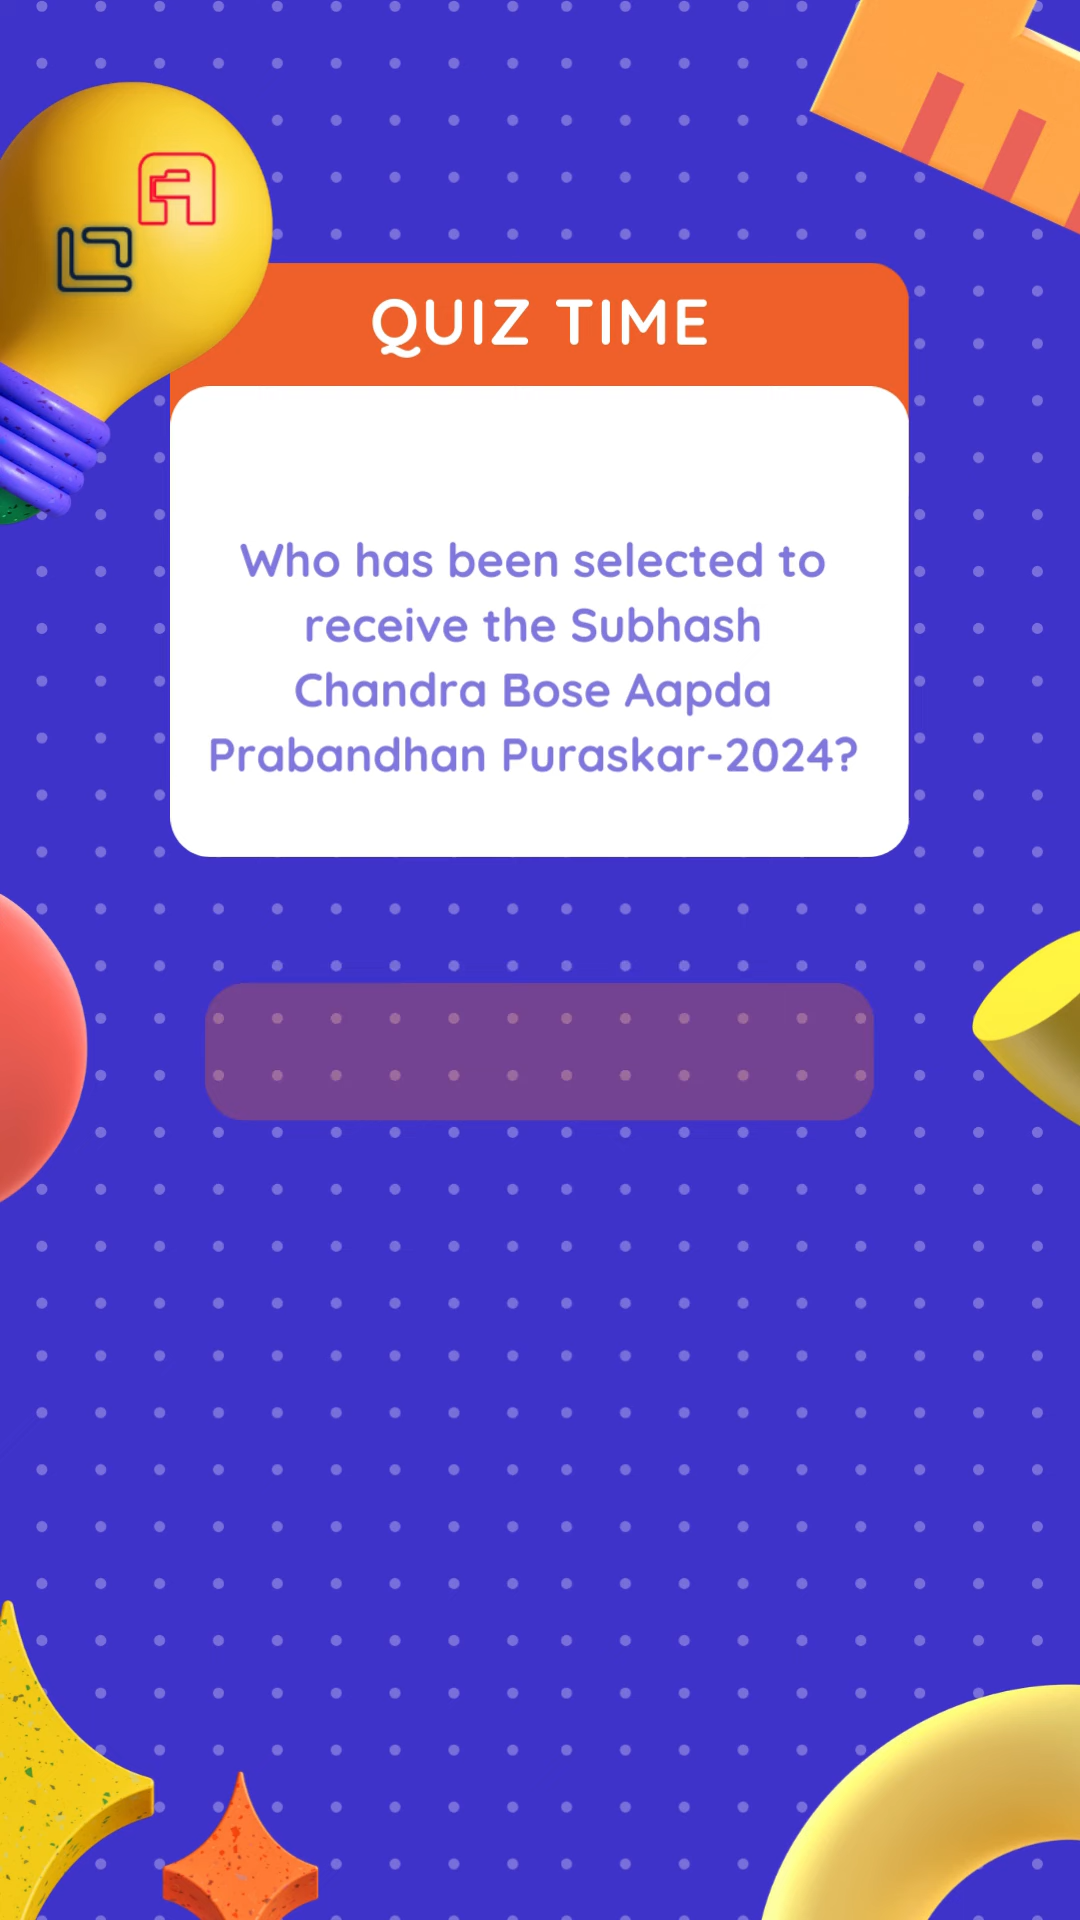 QUIZ TIME
Who has been selected to
receive the Subhash
Chandra Bose Aapda
Prabandhan Puraskar-2024?